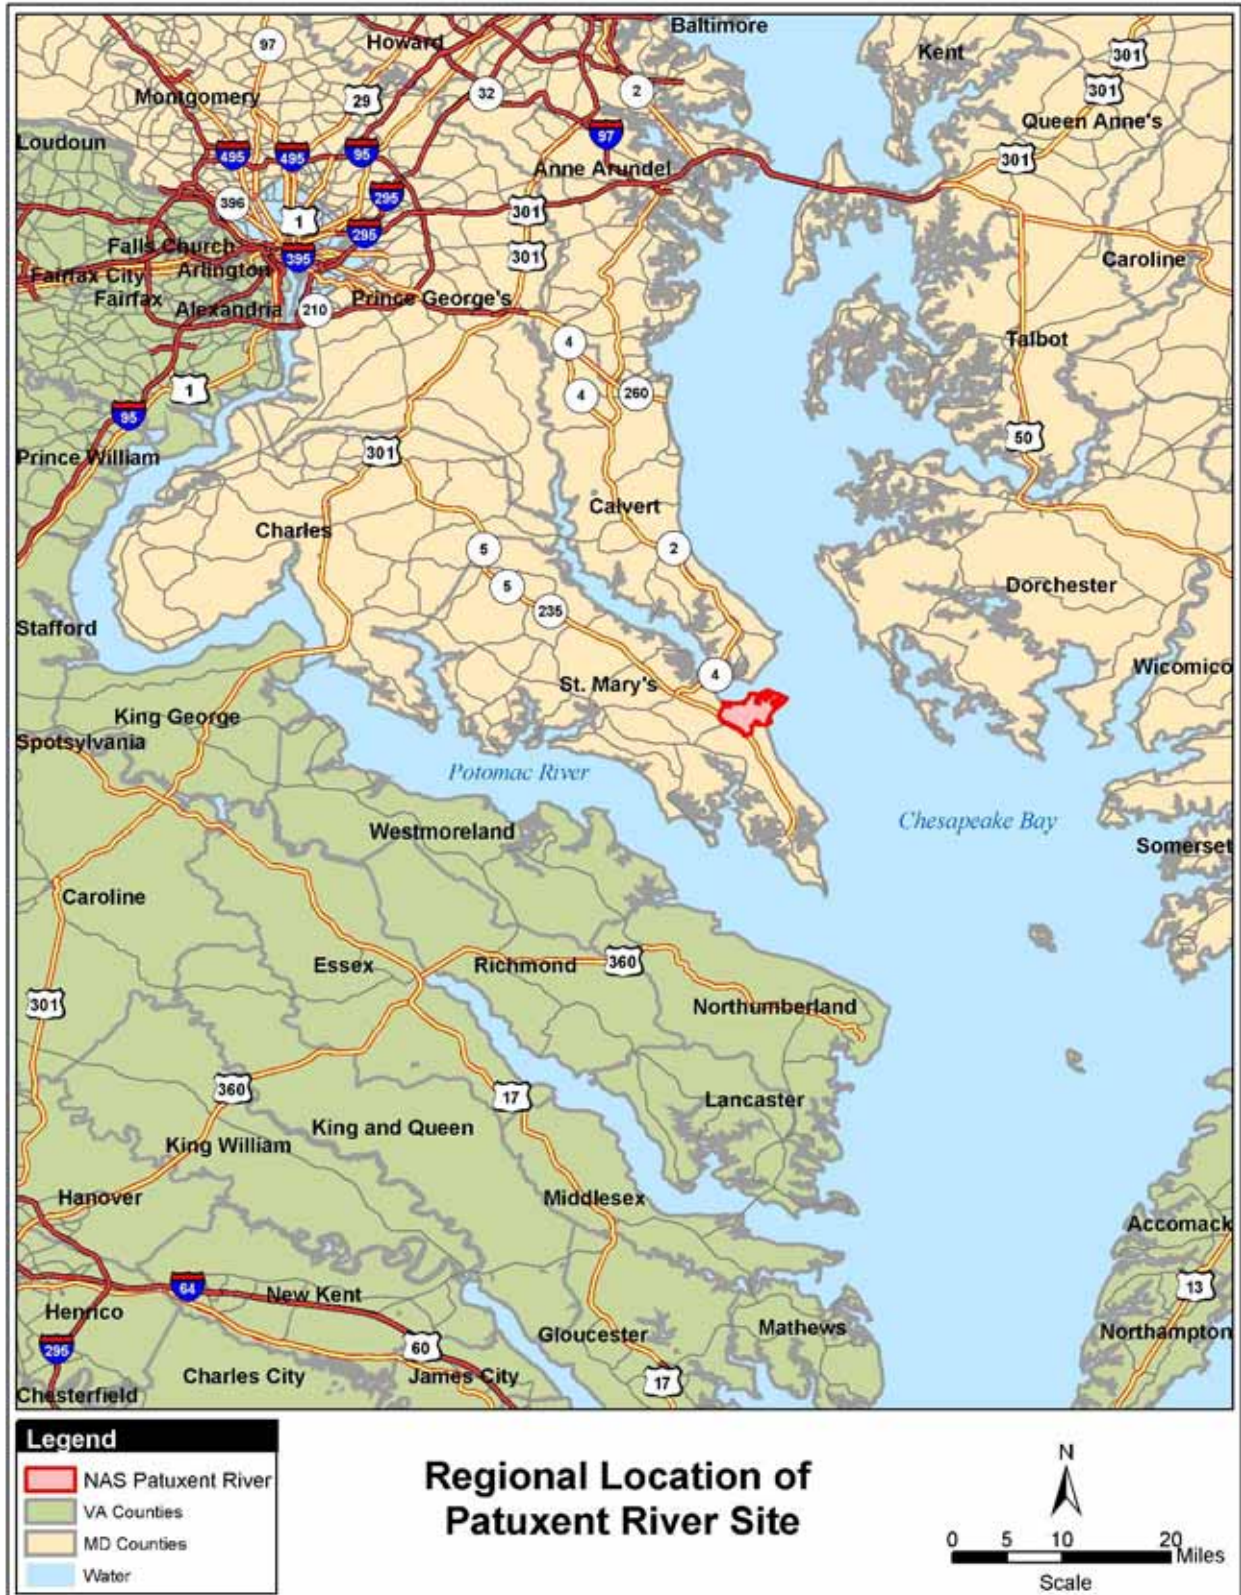 Baltimore
Howard
Kent
97
301
Montgomery
29
32
2
301
Queen Anne's
Loudoun
97
495
495
95
301
Anne Arundel
295
396
1
301
295
Falls Church
395
301
Caroline
Fairfax City
Arlington
Fairfax
Prince George's
Alexandria
210
4
Talbot
1
4
260
95
50
Prince William
301
Calvert
Charles
5
2
5
Dorchester
235
Stafford
Wicomico
4
St. Mary's
King George
Spotsylvania
Potomac River
Chesapeake Bay
Westmoreland
Somerset
Caroline
Essex
Richmond
360
301
Northumberland
360
17
Lancaster
King and Queen
King William
Hanover
Middlesex
Accomack
64
13
New Kent
Henrico
Gloucester
Mathews
Northampton
295
60
Charles City
James City
17
Chesterfield
Legend
NAS Patuxent River
VA Counties
MD Counties
Water
Regional Location of
Patuxent River Site
N
0 5 10 20
Miles
Scale